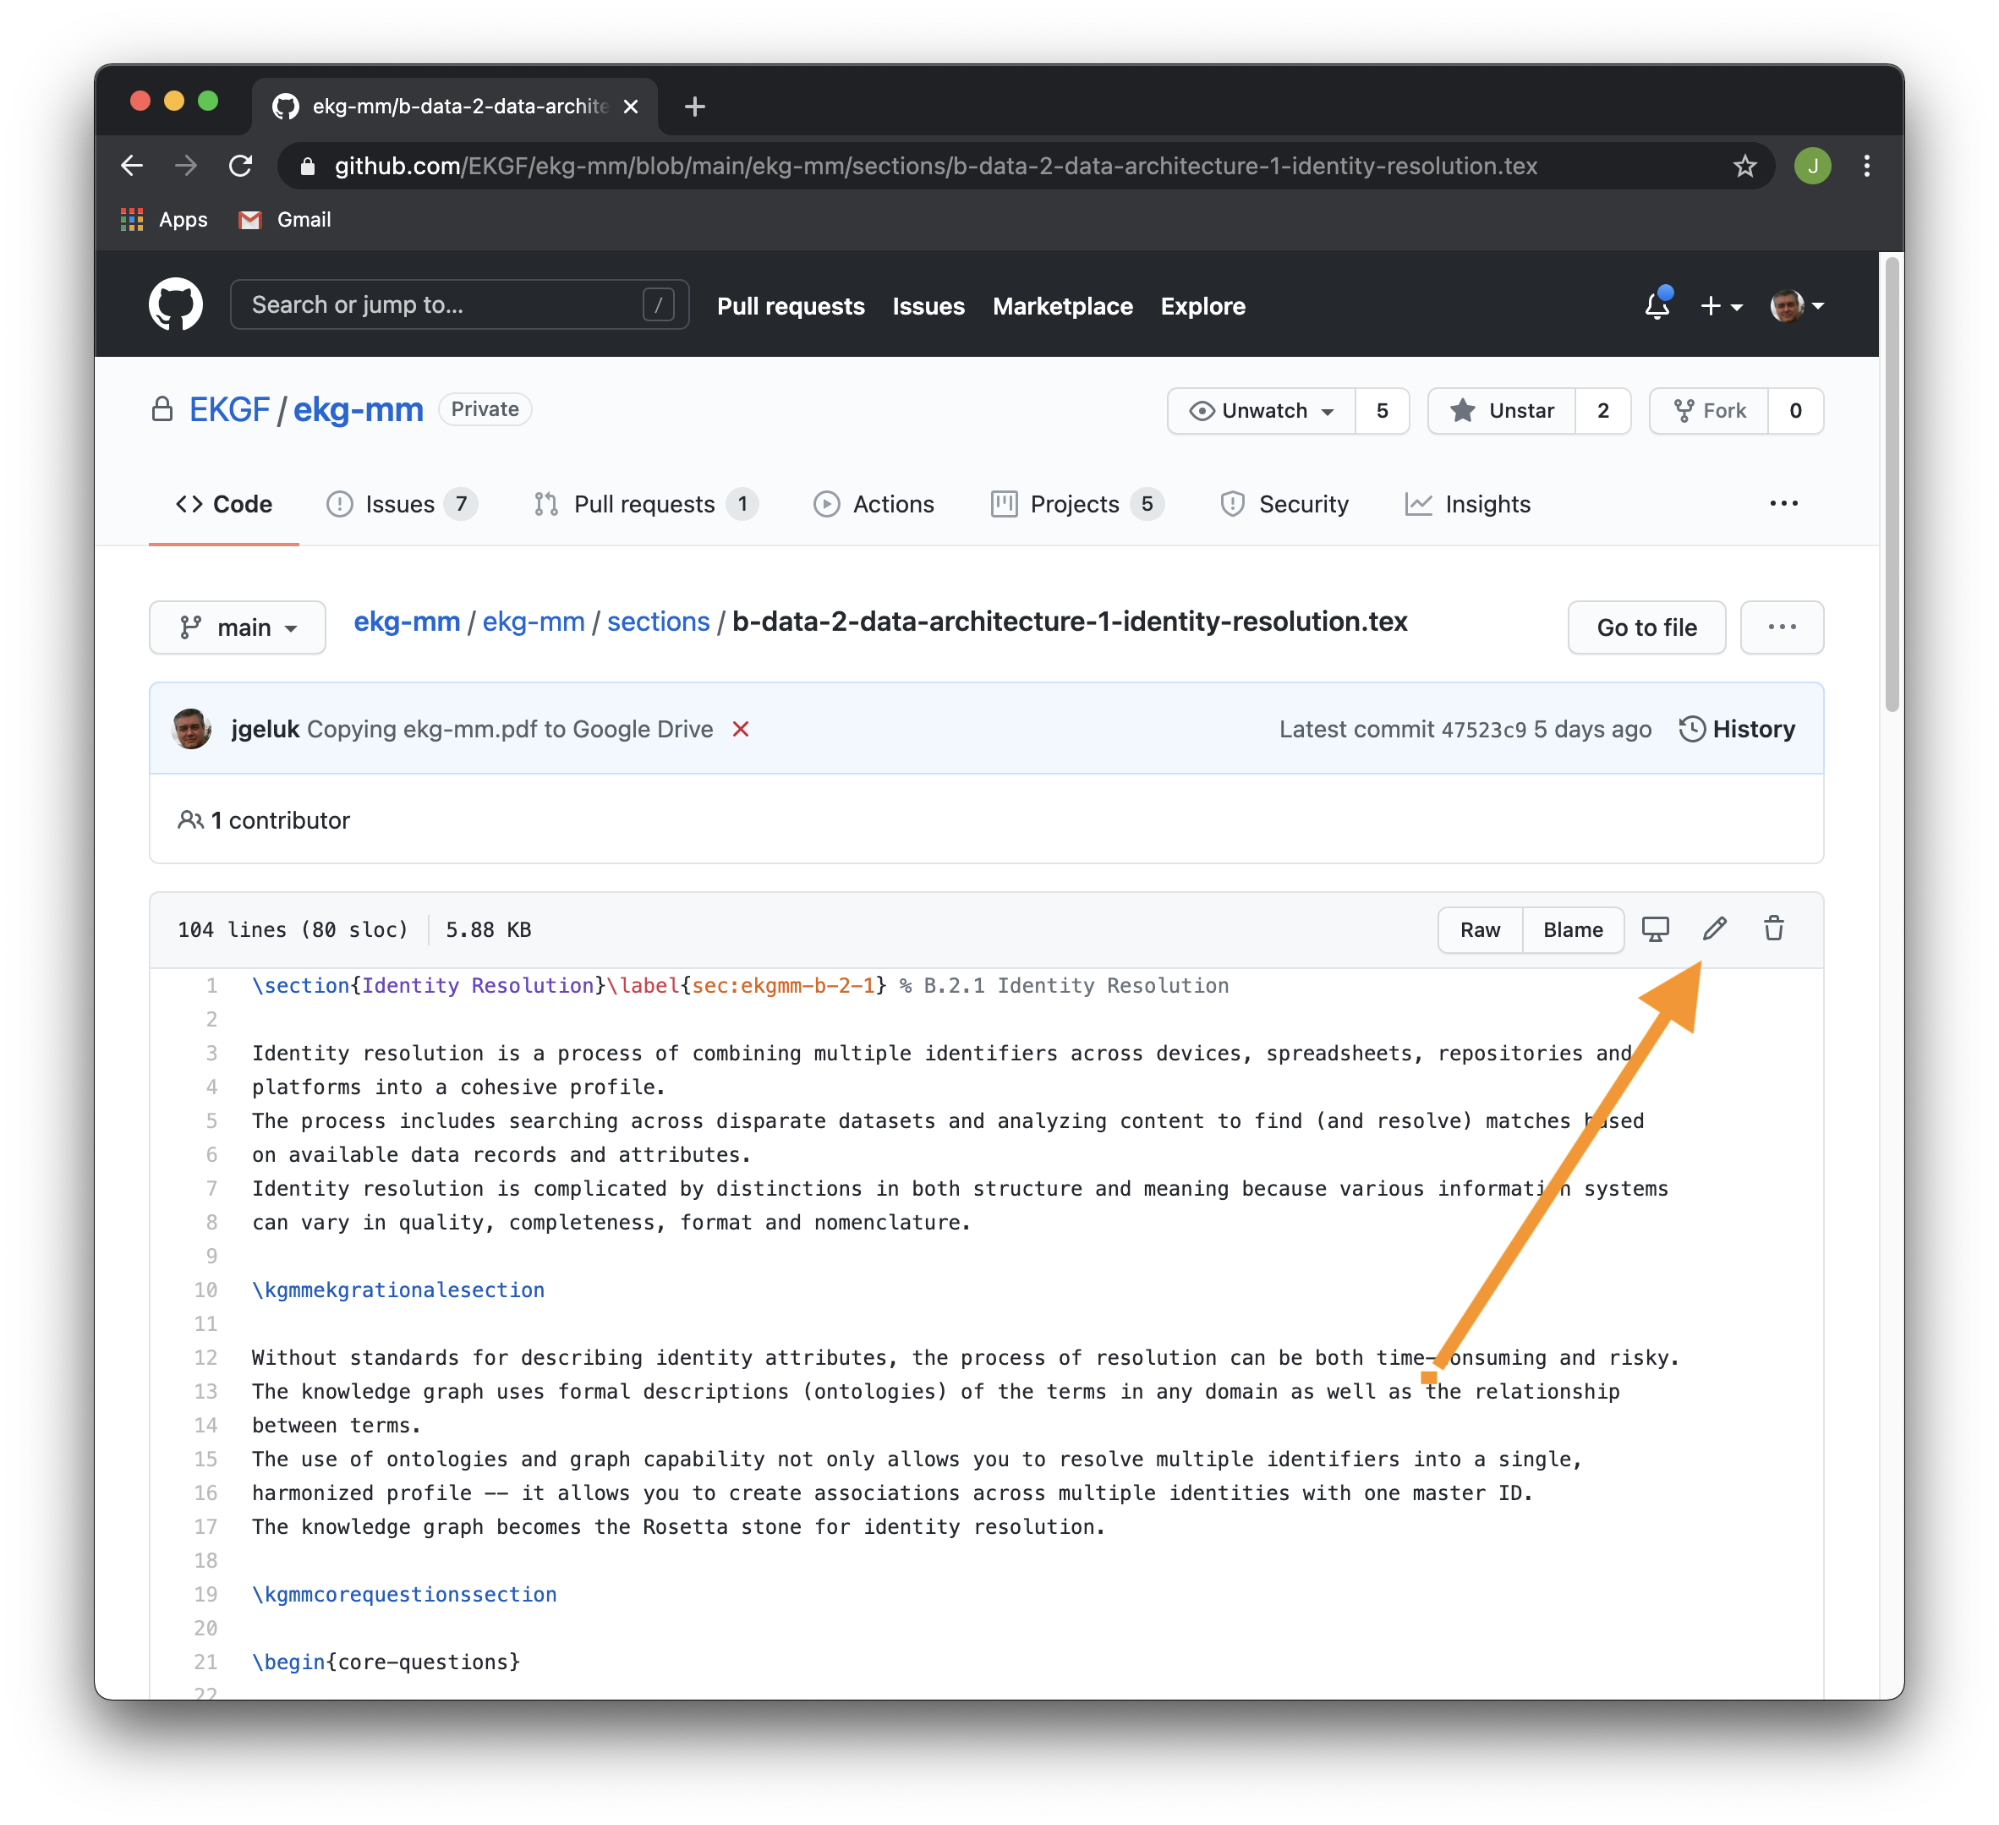 ekg-mm/b-data-2-data-archite
github.com/EKGF/ekg-mm/blob/main/ekg-mm/sections/b-data-2-data-architecture-1-identity-resolution.tex
J
Apps
Gmail
Search or jump to...
/
Pull requests
Issues
Marketplace
Explore
EKGF/ekg-mm
Private
Unwatch
5
Unstar
2
Fork
0
Code
Issues 7
Pull requests 1
Actions
Projects 5
Security
Insights
main
ekg-mm / ekg-mm / sections / b-data-2-data-architecture-1-identity-resolution.tex
Go to file
jgeluk Copying ekg-mm.pdf to Google Drive
Latest commit 47523c9 5 days ago
History
1 contributor
104 lines (80 sloc)
5.88 KB
Raw
Blame
1 \section{Identity Resolution}\label{sec:ekgmm-b-2-1} % B.2.1 Identity Resolution
2
3 Identity resolution is a process of combining multiple identifiers across devices, spreadsheets, repositories and
4 platforms into a cohesive profile.
5 The process includes searching across disparate datasets and analyzing content to find (and resolve) matches based
6 on available data records and attributes.
7 Identity resolution is complicated by distinctions in both structure and meaning because various information systems
8 can vary in quality, completeness, format and nomenclature.
9
10 \kgmmekgrationalesection
11
12 Without standards for describing identity attributes, the process of resolution can be both time-consuming and risky.
13 The knowledge graph uses formal descriptions (ontologies) of the terms in any domain as well as the relationship
14 between terms.
15 The use of ontologies and graph capability not only allows you to resolve multiple identifiers into a single,
16 harmonized profile -- it allows you to create associations across multiple identities with one master ID.
17 The knowledge graph becomes the Rosetta stone for identity resolution.
18
19 \kgmmcorequestionssection
20
21 \begin{core-questions}
22